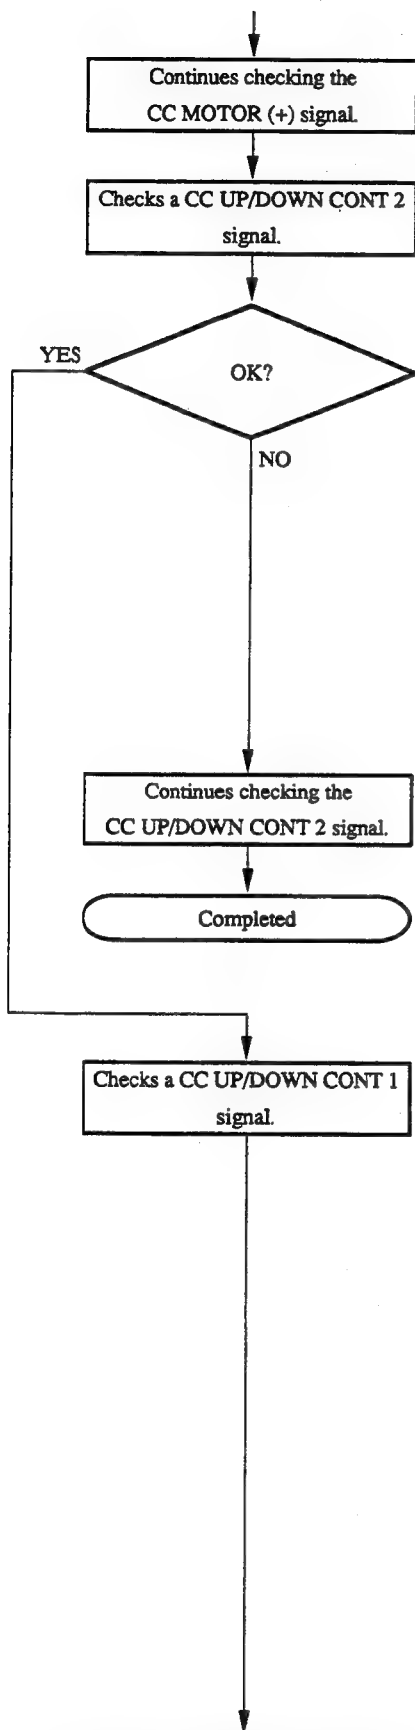 Continues checking the
CC MOTOR (+) signal.
Checks a CC UP/DOWN CONT 2
signal.
OK?
YES
NO
Continues checking the
CC UP/DOWN CONT 2 signal.
Completed
Checks a CC UP/DOWN CONT 1
signal.